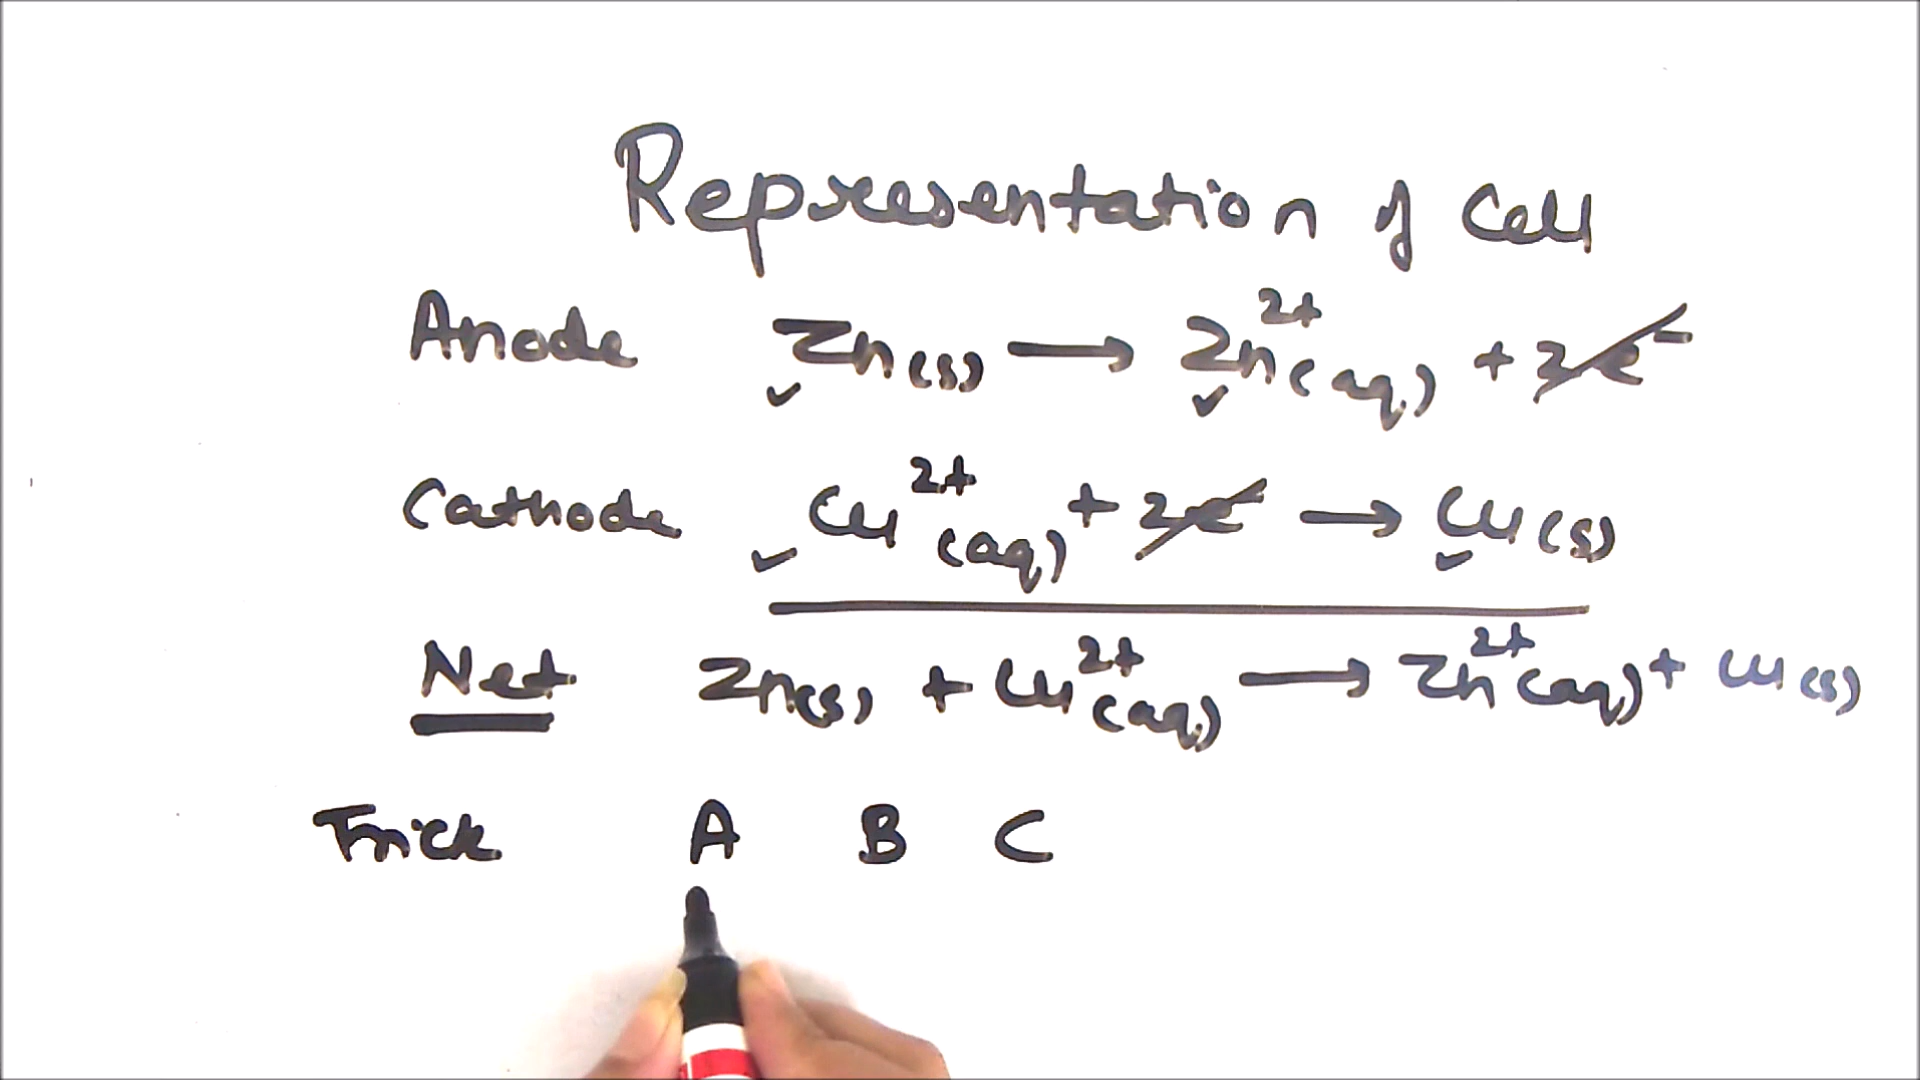 Representation of Cell
Anode Zn(s) → Zn²⁺(aq) + 2e⁻
Cathode Cu²⁺(aq) + 2e → Cu(s)
Net Zn(s) + Cu²⁺(aq) → Zn²⁺(aq) + Cu(s)
Trick A B C